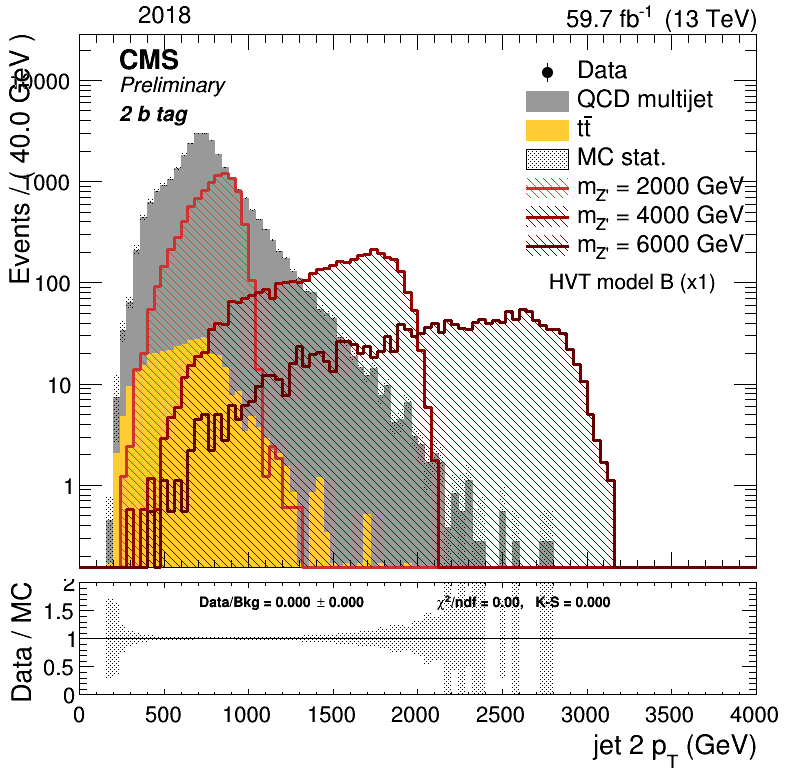 2018 59.7 fb⁻¹ (13 TeV)
CMS
Preliminary
2 b tag
Data
QCD multijet
tt̄
MC stat.
m_Z' = 2000 GeV
m_Z' = 4000 GeV
m_Z' = 6000 GeV
HVT model B (x1)
Events / ( 40.0 GeV )
10000
1000
100
10
1
Data / MC
2
1.5
1
0.5
0
Data/Bkg = 0.000 ± 0.000 χ²/ndf = 0.00, K-S = 0.000
0 500 1000 1500 2000 2500 3000 3500 4000
jet 2 p_T (GeV)